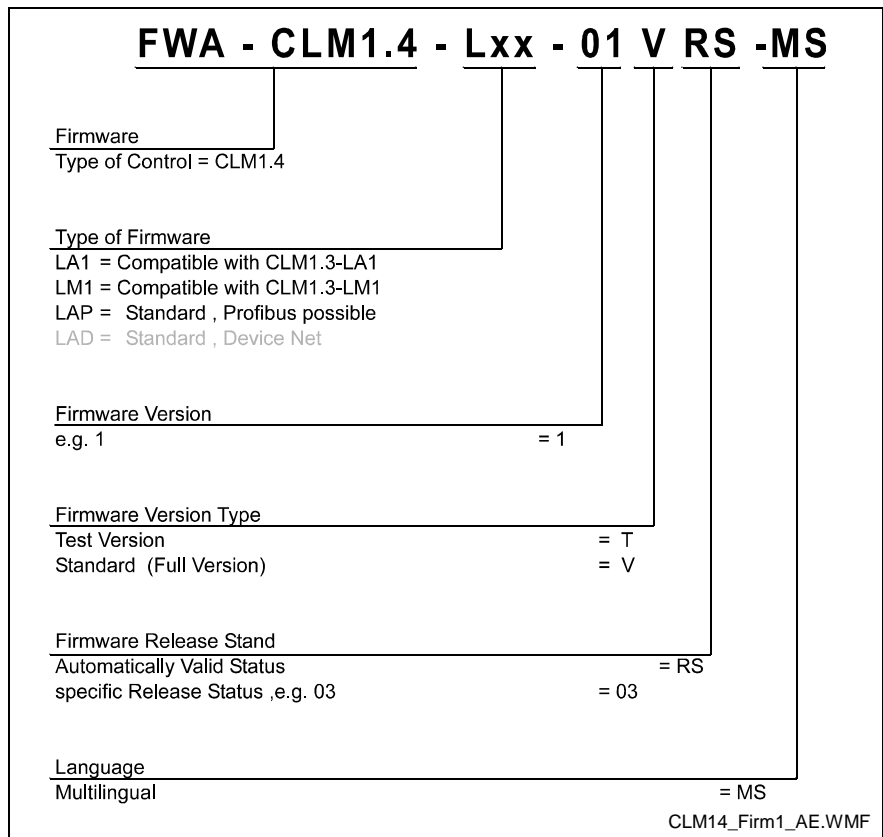 FWA - CLM1.4 - Lxx - 01 V RS -MS
Firmware
Type of Control = CLM1.4
Type of Firmware
LA1 = Compatible with CLM1.3-LA1
LM1 = Compatible with CLM1.3-LM1
LAP = Standard , Profibus possible
LAD = Standard , Device Net
Firmware Version
e.g. 1 = 1
Firmware Version Type
Test Version = T
Standard (Full Version) = V
Firmware Release Stand
Automatically Valid Status = RS
specific Release Status ,e.g. 03 = 03
Language
Multilingual = MS
CLM14_Firm1_AE.WMF